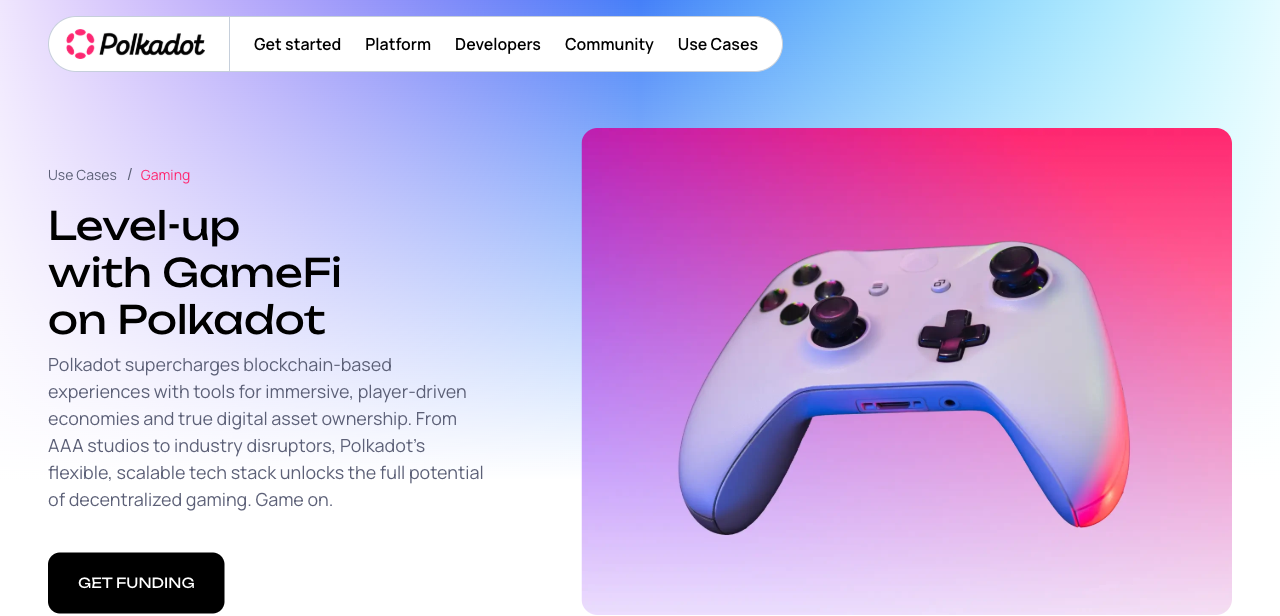 Polkadot
Get started
Platform
Developers
Community
Use Cases
Use Cases / Gaming
Level-up
with GameFi
on Polkadot
Polkadot supercharges blockchain-based
experiences with tools for immersive, player-driven
economies and true digital asset ownership. From
AAA studios to industry disruptors, Polkadot's
flexible, scalable tech stack unlocks the full potential
of decentralized gaming. Game on.
GET FUNDING